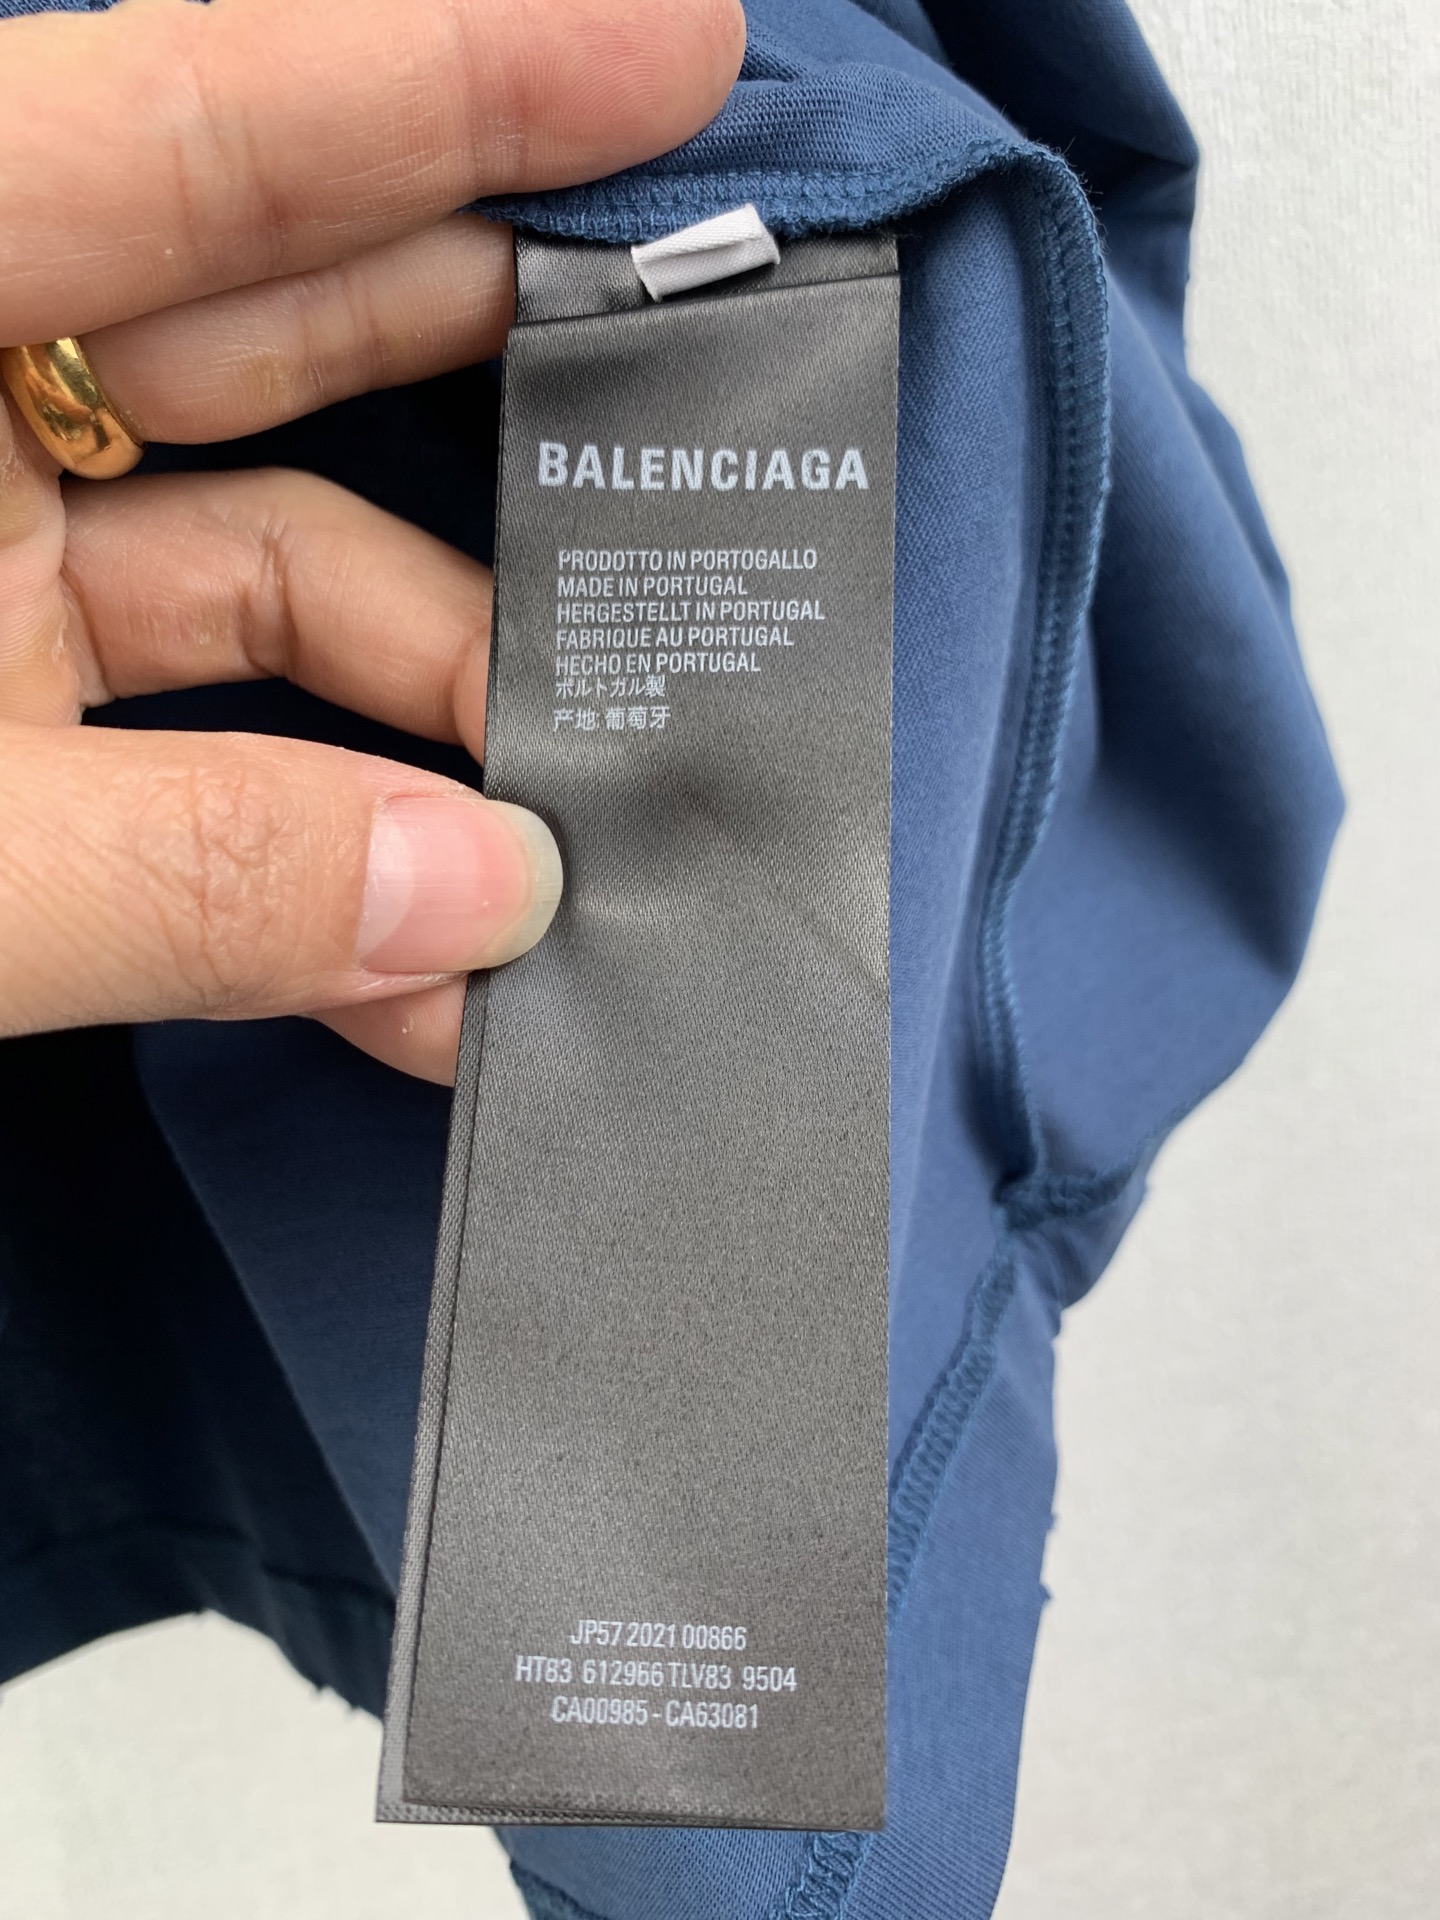 BALENCIAGA
PRODOTTO IN PORTOGALLO
MADE IN PORTUGAL
HERGESTELLT IN PORTUGAL
FABRIQUE AU PORTUGAL
HECHO EN PORTUGAL
ポルトガル製
产地: 葡萄牙
JP57 2021 00866
HT83 612966 TLV83 9504
CA00985 - CA63081